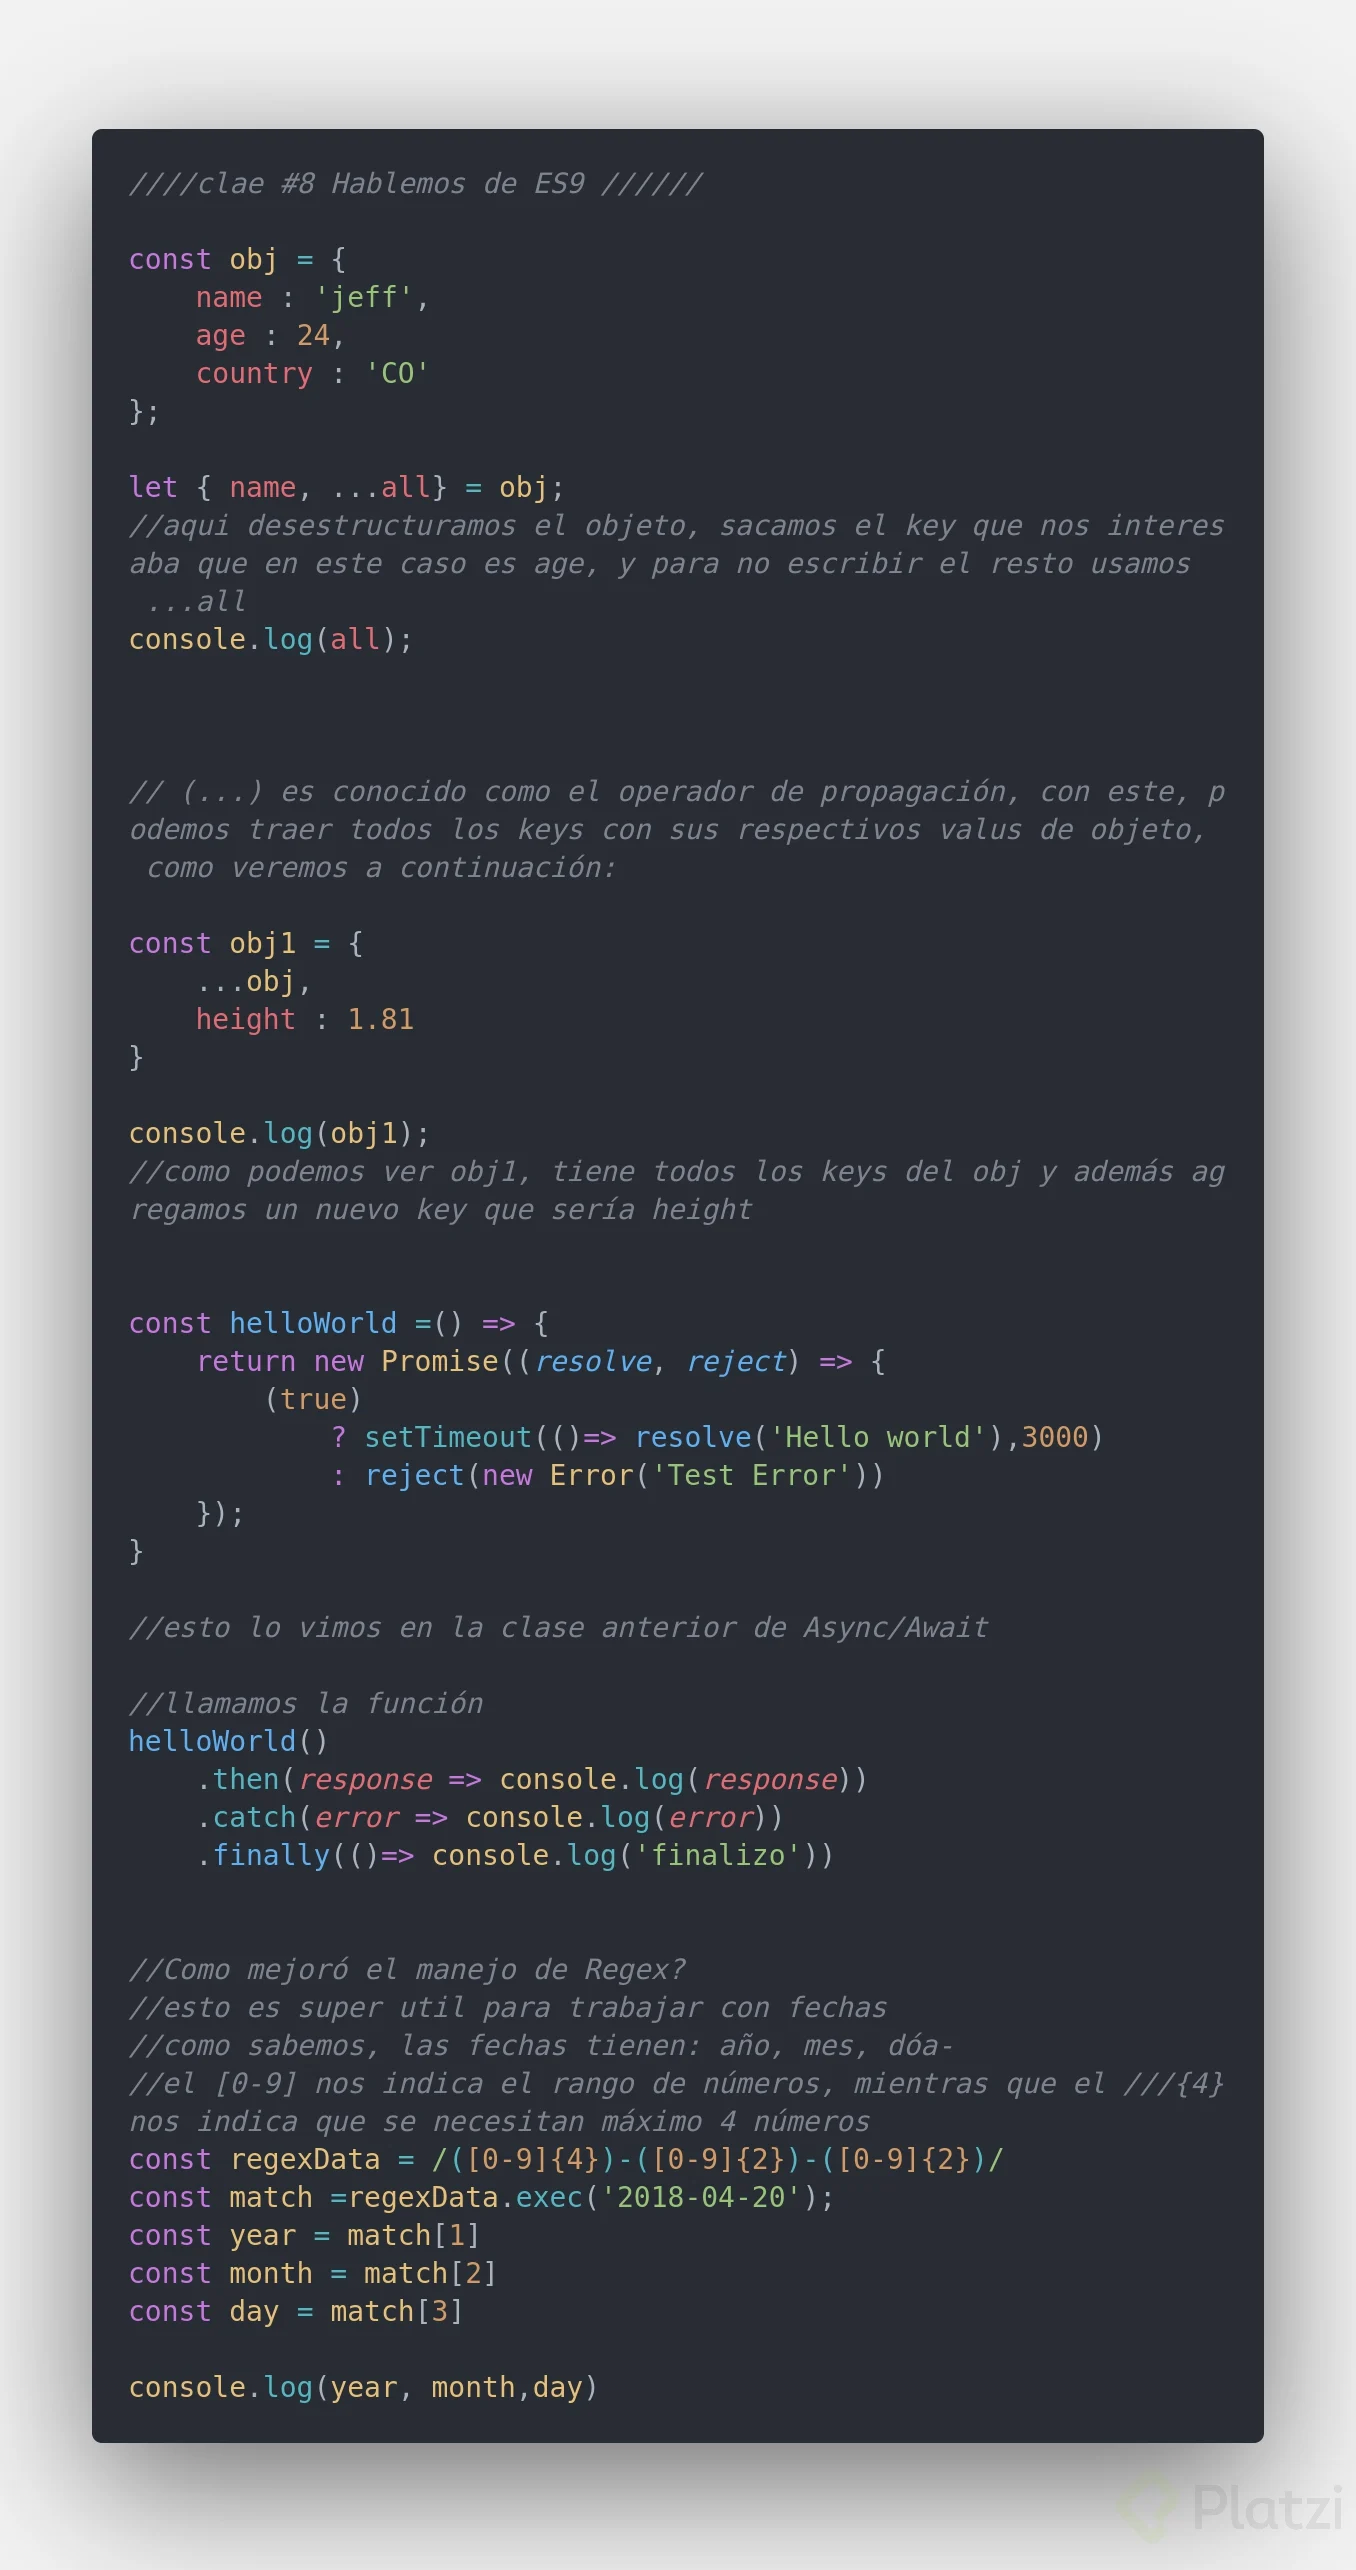 ////clae #8 Hablemos de ES9 //////
const obj = {
    name : 'jeff',
    age : 24,
    country : 'CO'
};
let { name, ...all} = obj;
//aqui desestructuramos el objeto, sacamos el key que nos interes
aba que en este caso es age, y para no escribir el resto usamos
 ...all
console.log(all);
// (...) es conocido como el operador de propagación, con este, p
odemos traer todos los keys con sus respectivos valus de objeto,
 como veremos a continuación:
const obj1 = {
    ...obj,
    height : 1.81
}
console.log(obj1);
//como podemos ver obj1, tiene todos los keys del obj y además ag
regamos un nuevo key que sería height
const helloWorld =() => {
    return new Promise((resolve, reject) => {
        (true)
            ? setTimeout(()=> resolve('Hello world'),3000)
            : reject(new Error('Test Error'))
    });
}
//esto lo vimos en la clase anterior de Async/Await
//llamamos la función
helloWorld()
    .then(response => console.log(response))
    .catch(error => console.log(error))
    .finally(()=> console.log('finalizo'))
//Como mejoró el manejo de Regex?
//esto es super util para trabajar con fechas
//como sabemos, las fechas tienen: año, mes, dóa-
//el [0-9] nos indica el rango de números, mientras que el ///{4}
nos indica que se necesitan máximo 4 números
const regexData = /([0-9]{4})-([0-9]{2})-([0-9]{2})/
const match =regexData.exec('2018-04-20');
const year = match[1]
const month = match[2]
const day = match[3]
console.log(year, month,day)
Platzi